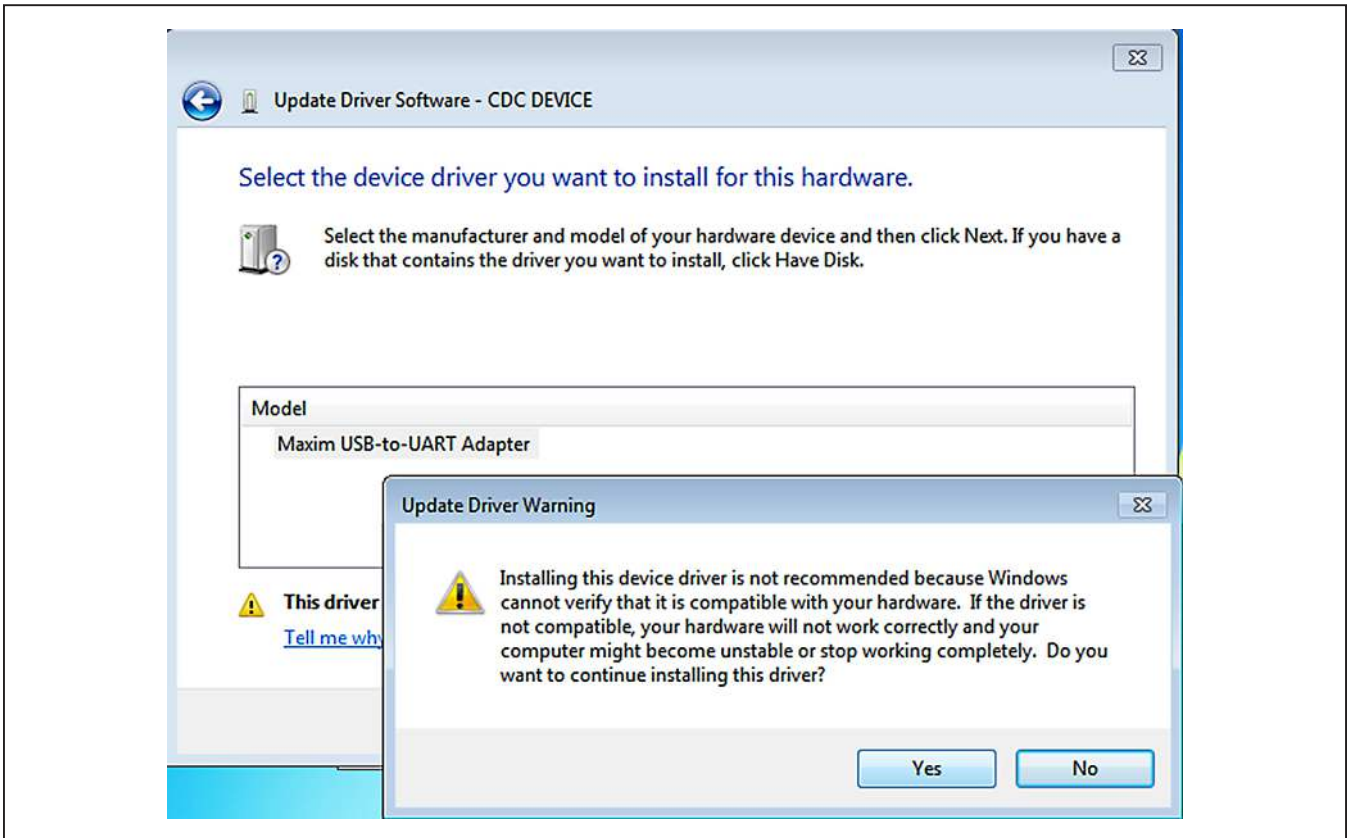 Update Driver Software - CDC DEVICE
Select the device driver you want to install for this hardware.
Select the manufacturer and model of your hardware device and then click Next. If you have a
disk that contains the driver you want to install, click Have Disk.
Model
Maxim USB-to-UART Adapter
This driver
Tell me why
Update Driver Warning
Installing this device driver is not recommended because Windows
cannot verify that it is compatible with your hardware.  If the driver is
not compatible, your hardware will not work correctly and your
computer might become unstable or stop working completely.  Do you
want to continue installing this driver?
Yes
No